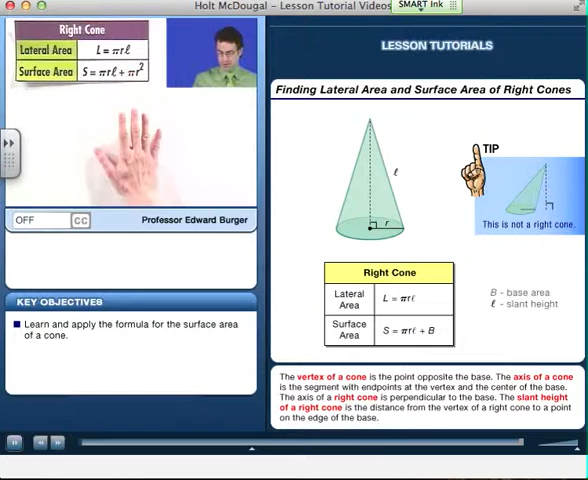 Holt McDougal - Lesson Tutorial Videos
SMART Ink
Right Cone
Lateral Area L = πrℓ
Surface Area S = πrℓ + πr²
OFF CC Professor Edward Burger
KEY OBJECTIVES
Learn and apply the formula for the surface area
of a cone.
LESSON TUTORIALS
Finding Lateral Area and Surface Area of Right Cones
ℓ
r
TIP
This is not a right cone.
Right Cone
Lateral
Area
L = πrℓ
Surface
Area
S = πrℓ + B
B - base area
ℓ - slant height
The vertex of a cone is the point opposite the base. The axis of a cone
is the segment with endpoints at the vertex and the center of the base.
The axis of a right cone is perpendicular to the base. The slant height
of a right cone is the distance from the vertex of a right cone to a point
on the edge of the base.